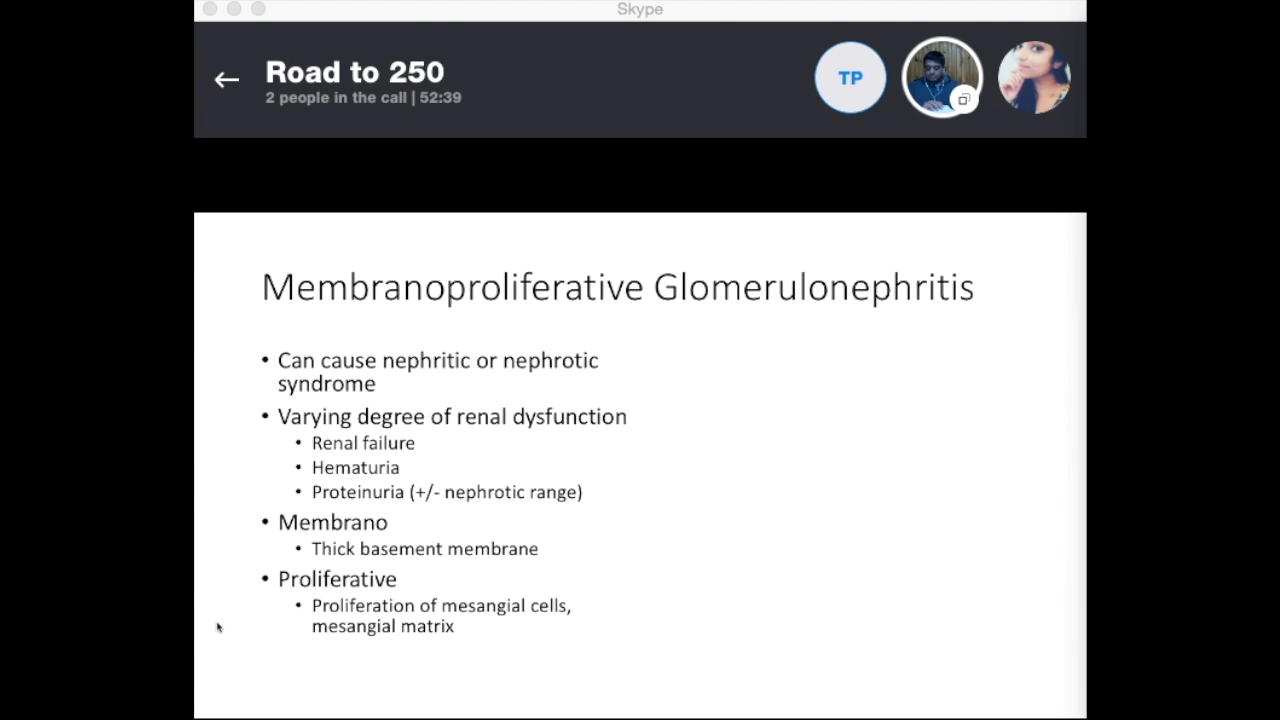 Skype
Road to 250
2 people in the call | 52:39
TP
Membranoproliferative Glomerulonephritis
• Can cause nephritic or nephrotic
syndrome
• Varying degree of renal dysfunction
• Renal failure
• Hematuria
• Proteinuria (+/- nephrotic range)
• Membrano
• Thick basement membrane
• Proliferative
• Proliferation of mesangial cells,
mesangial matrix